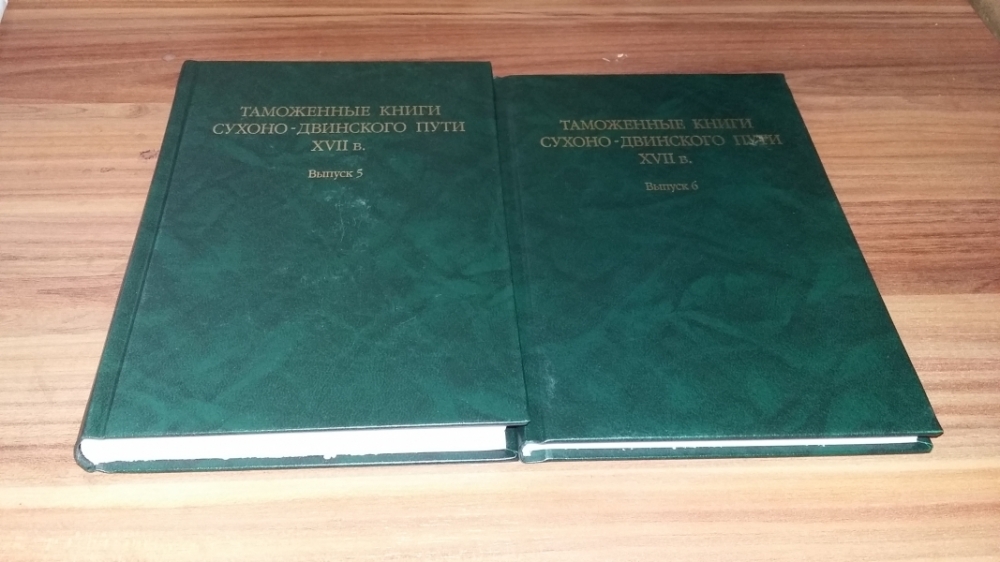 ТАМОЖЕННЫЕ КНИГИ
СУХОНО-ДВИНСКОГО ПУТИ
XVII в.
Выпуск 5
ТАМОЖЕННЫЕ КНИГИ
СУХОНО-ДВИНСКОГО ПУТИ
XVII в.
Выпуск 6